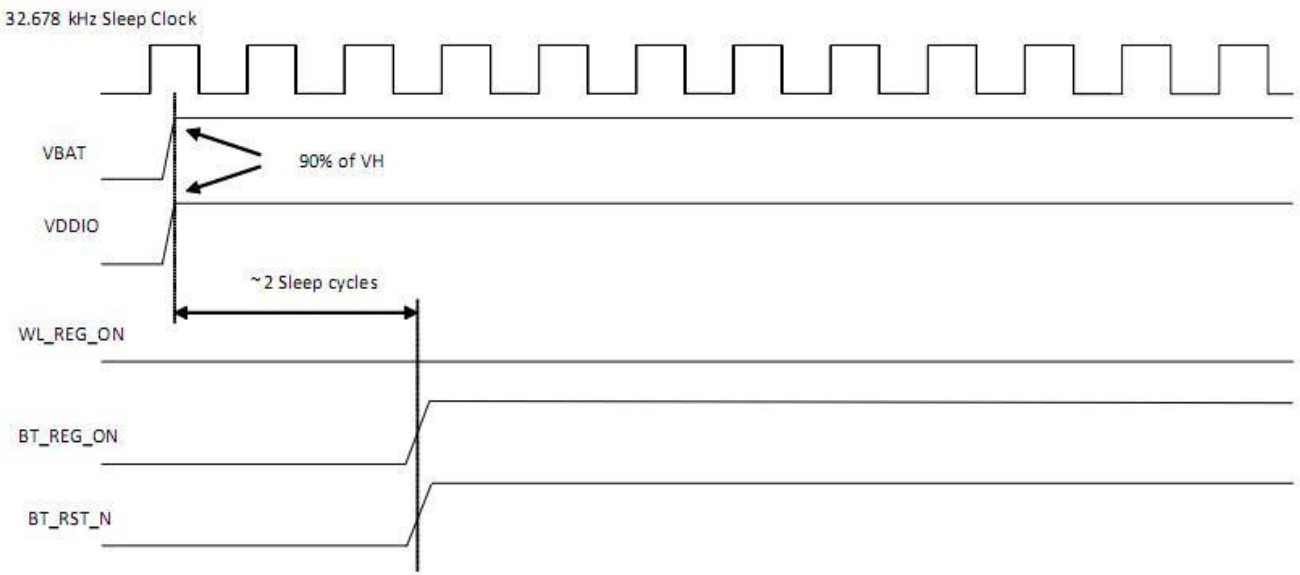 32.678 kHz Sleep Clock
VBAT
90% of VH
VDDIO
~2 Sleep cycles
WL_REG_ON
BT_REG_ON
BT_RST_N